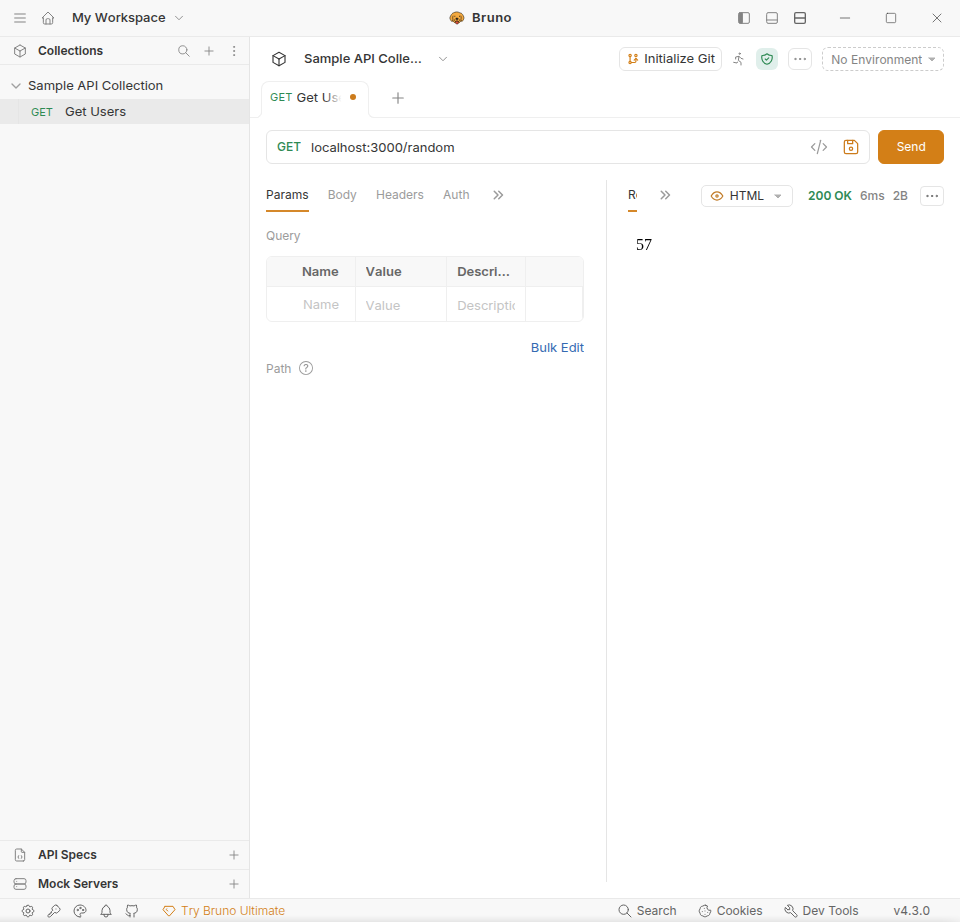 My Workspace
Bruno
Collections
Sample API Collection
GET Get Users
API Specs
Mock Servers
Sample API Colle...
Initialize Git
No Environment
GET Get Us
GET localhost:3000/random
Send
Params Body Headers Auth
Query
Name Value Descri...
Name Value Descriptic
Bulk Edit
Path ?
HTML 200 OK 6ms 2B
57
Try Bruno Ultimate
Search Cookies Dev Tools v4.3.0